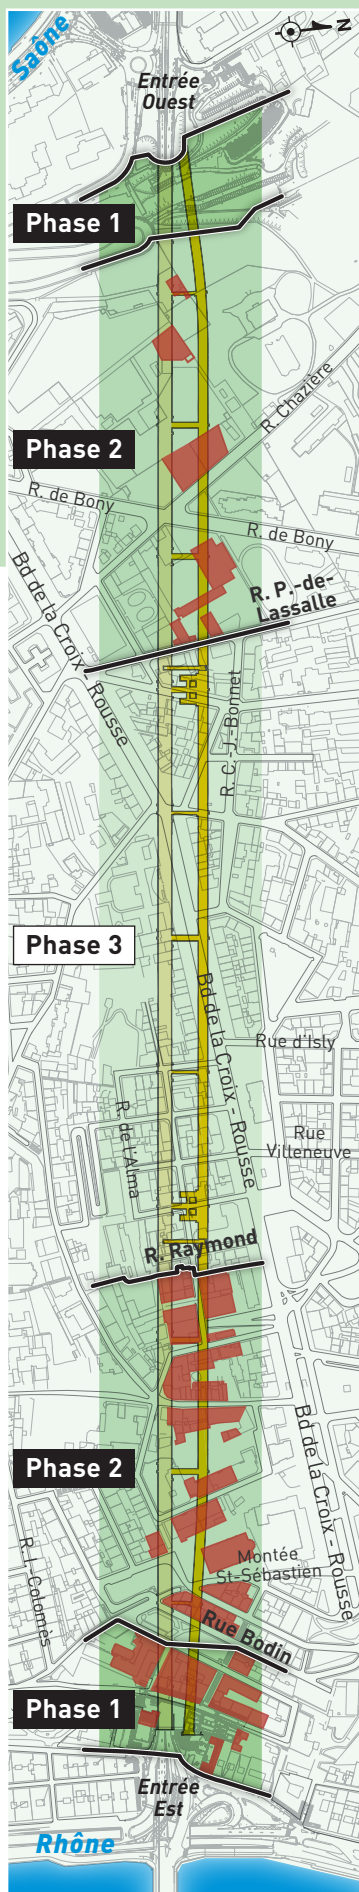 Saône
N
Entrée
Ouest
Phase 1
R. Chazière
Phase 2
R. de Bony
R. de Bony
R. P.-de-
Lassalle
Bd de la Croix - Rousse
R. C.-J.-Bonnet
Phase 3
Bd de la Croix - Rousse
Rue d'Isly
R. de l'Alma
Rue
Villeneuve
R. Raymond
Bd de la Croix - Rousse
Phase 2
Montée
St-Sébastien
R. I. Colomès
Rue Bodin
Phase 1
Entrée
Est
Rhône